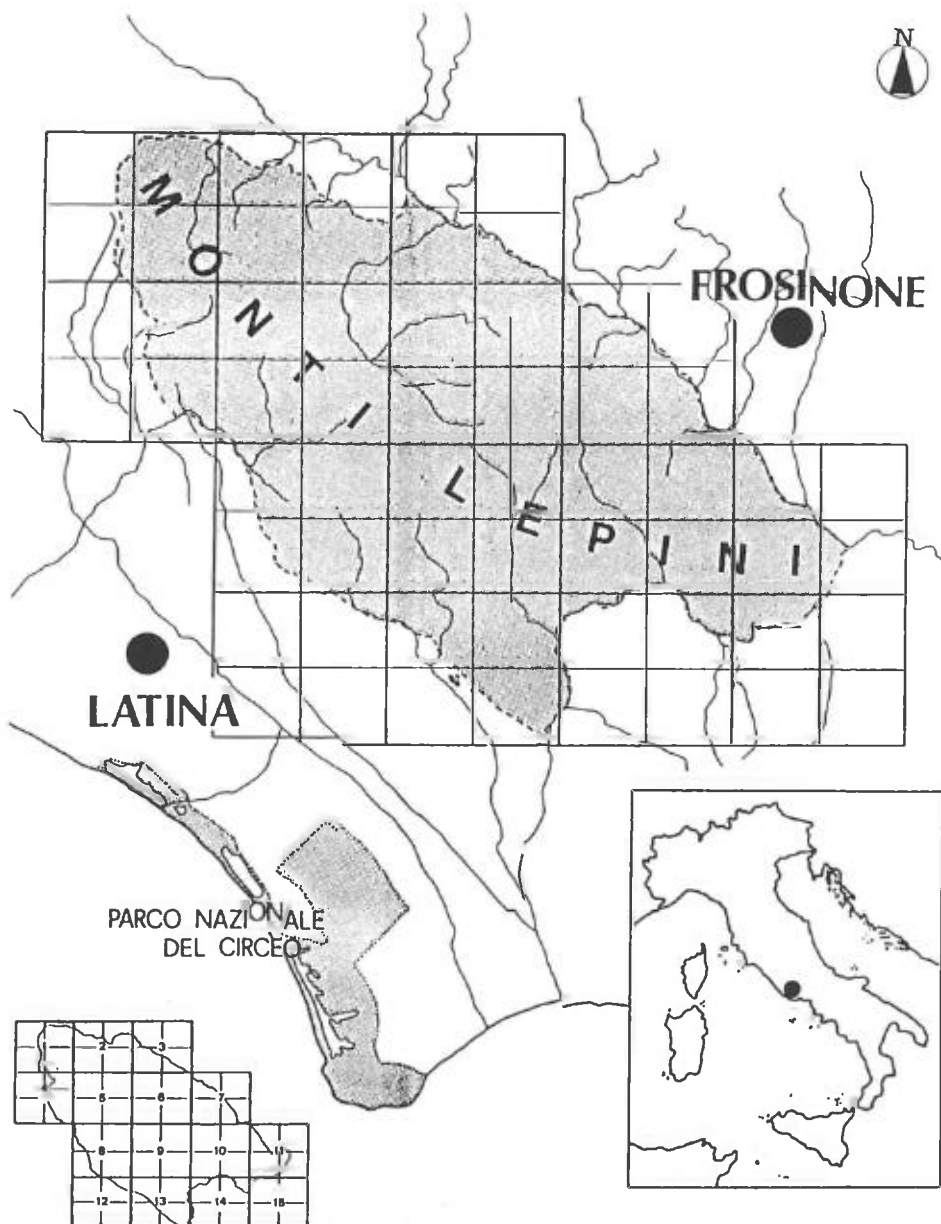 N
MONTI LEPINI
FROSINONE
LATINA
PARCO NAZIONALE
DEL CIRCEO
1 2 3
5 6 7
8 9 10 11
12 13 14 15